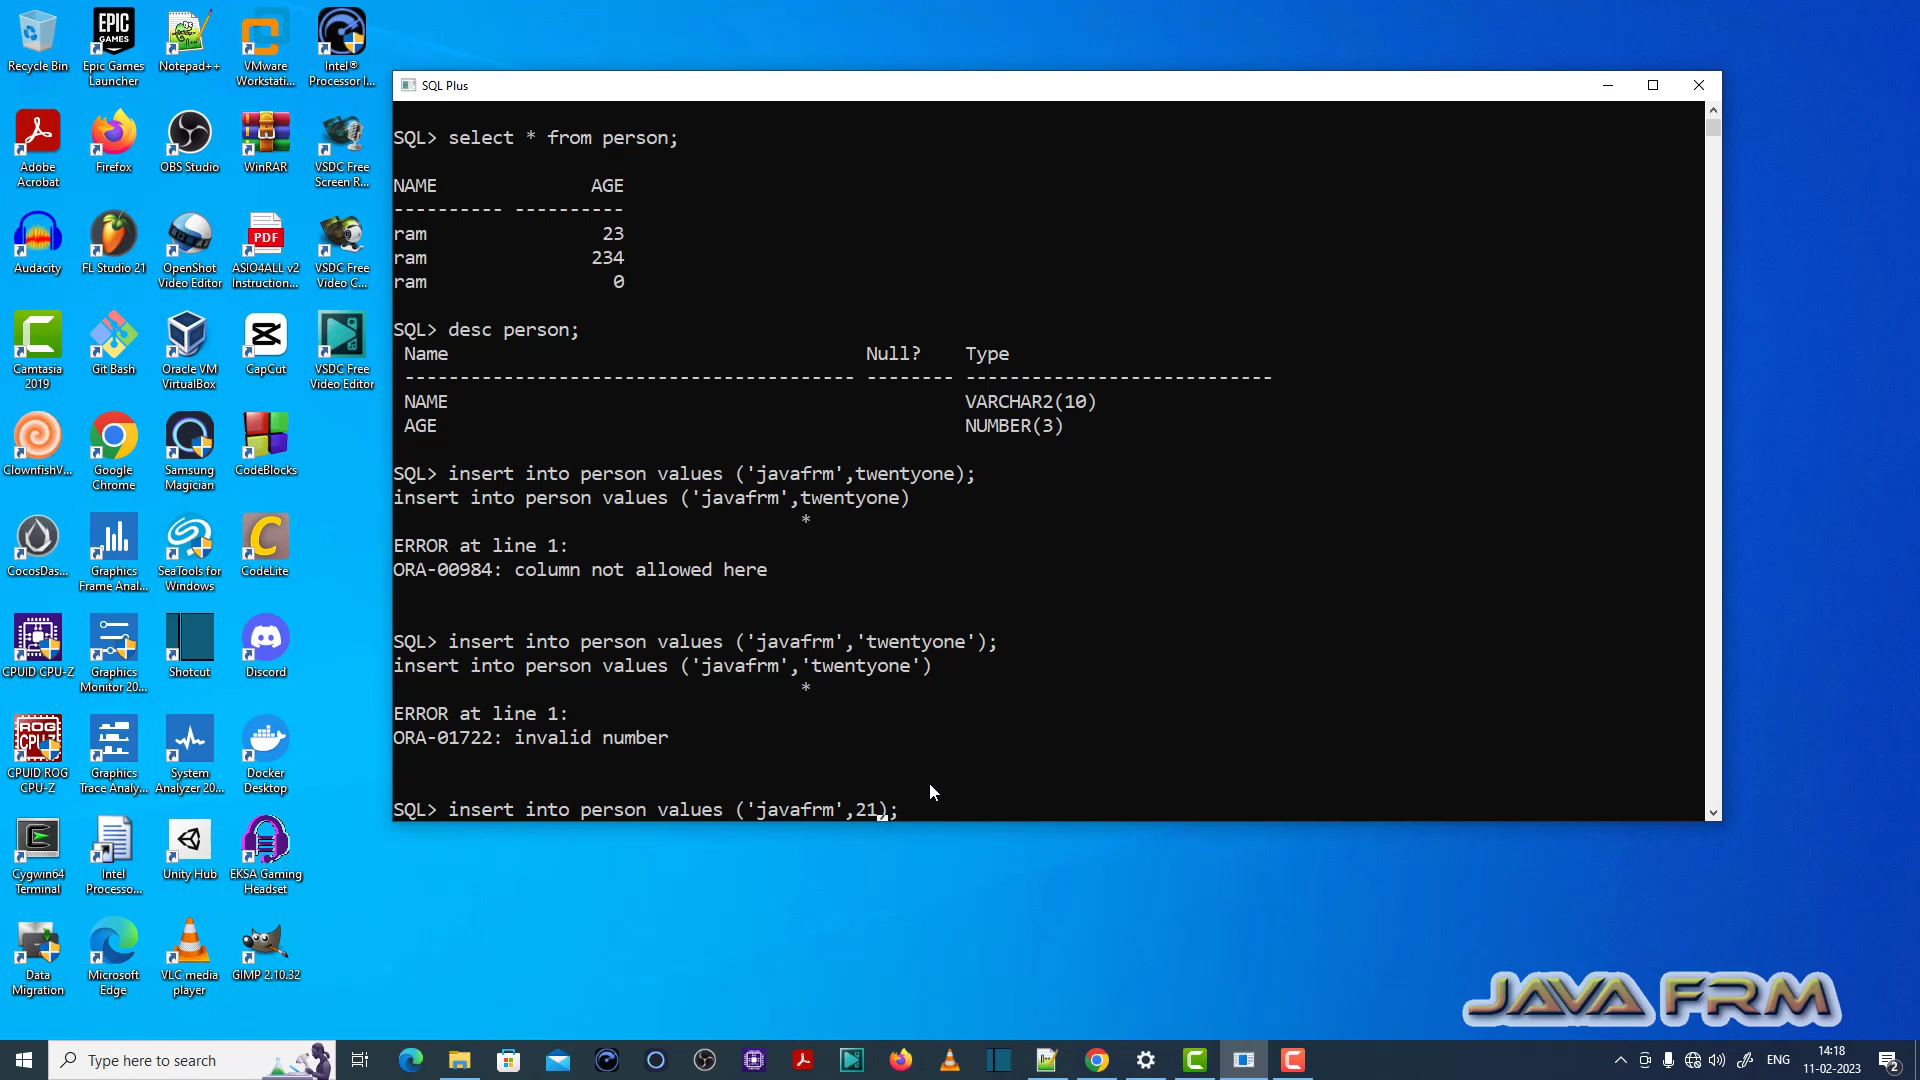 Recycle Bin
Epic Games Launcher
Notepad++
VMware Workstati...
Intel® Processor I...
Adobe Acrobat
Firefox
OBS Studio
WinRAR
VSDC Free Screen R...
Audacity
FL Studio 21
OpenShot Video Editor
ASIO4ALL v2 Instruction...
VSDC Free Video C...
Camtasia 2019
Git Bash
Oracle VM VirtualBox
CapCut
VSDC Free Video Editor
ClownfishV...
Google Chrome
Samsung Magician
CodeBlocks
CocosDas...
Graphics Frame Anal...
SeaTools for Windows
CodeLite
CPUID CPU-Z
Graphics Monitor 20...
Shotcut
Discord
CPUID ROG CPU-Z
Graphics Trace Analy...
System Analyzer 20...
Docker Desktop
Cygwin64 Terminal
Intel Processo...
Unity Hub
EKSA Gaming Headset
Data Migration
Microsoft Edge
VLC media player
GIMP 2.10.32
SQL Plus
SQL> select * from person;
NAME AGE
---------- ----------
ram 23
ram 234
ram 0
SQL> desc person;
Name Null? Type
----------------------------------------- -------- ----------------------------
NAME VARCHAR2(10)
AGE NUMBER(3)
SQL> insert into person values ('javafrm',twentyone);
insert into person values ('javafrm',twentyone)
*
ERROR at line 1:
ORA-00984: column not allowed here
SQL> insert into person values ('javafrm','twentyone');
insert into person values ('javafrm','twentyone')
*
ERROR at line 1:
ORA-01722: invalid number
SQL> insert into person values ('javafrm',21);
JAVA FRM
Type here to search
ENG
14:18
11-02-2023
2